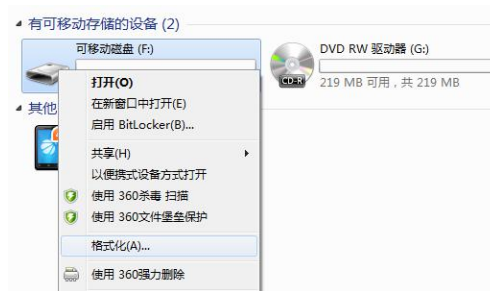 有可移动存储的设备 (2)
可移动磁盘 (F:)
DVD RW 驱动器 (G:)
CD-R
219 MB 可用，共 219 MB
其他
打开(O)
在新窗口中打开(E)
启用 BitLocker(B)...
共享(H)
以便携式设备方式打开
使用 360杀毒 扫描
使用 360文件堡垒保护
格式化(A)...
使用 360强力删除